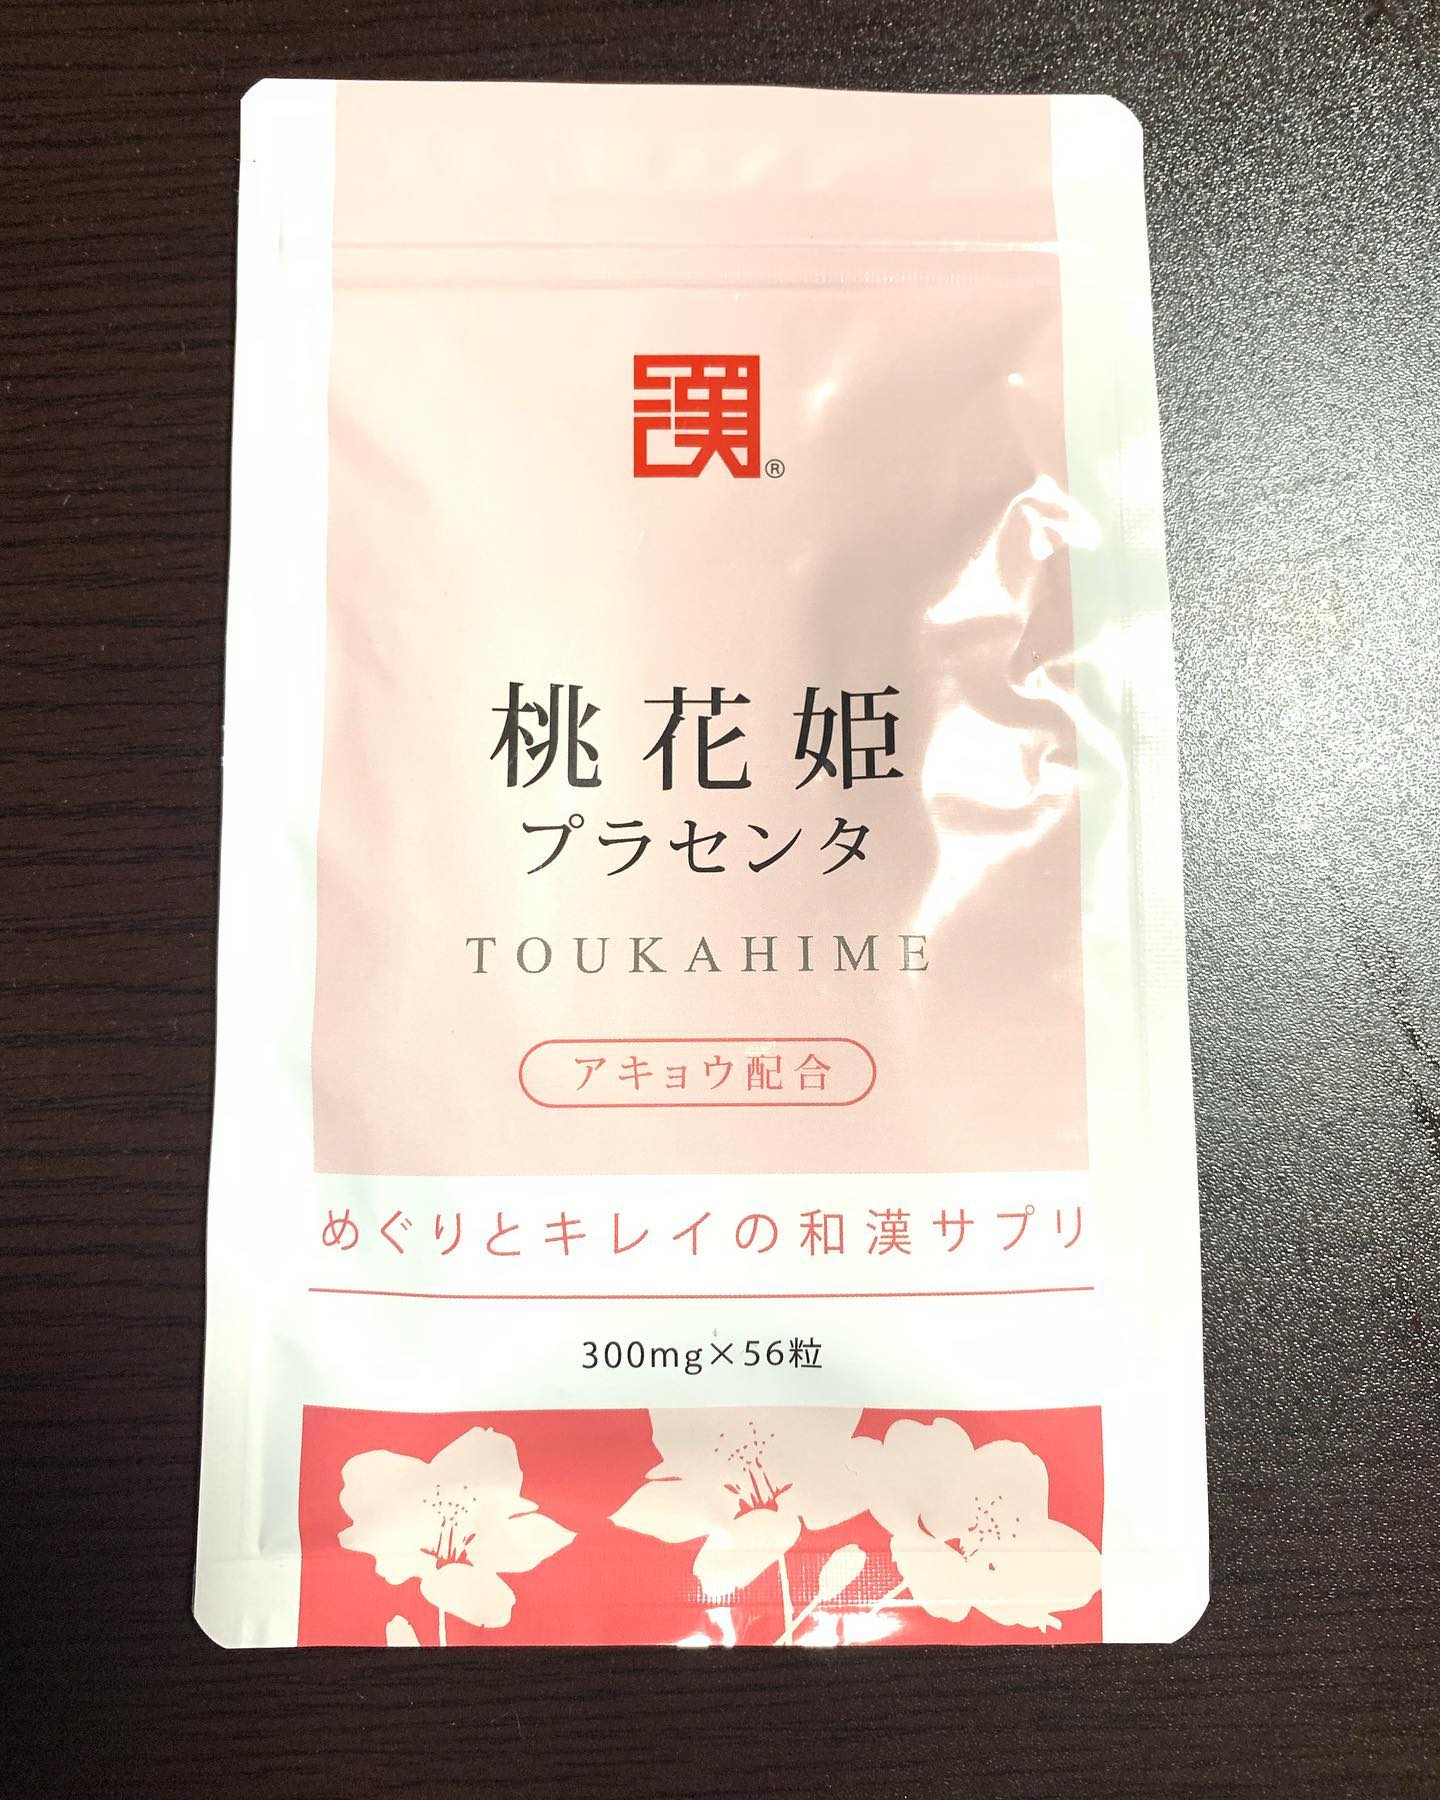 漢®
桃花姫
プラセンタ
TOUKAHIME
アキョウ配合
めぐりとキレイの和漢サプリ
300mg×56粒